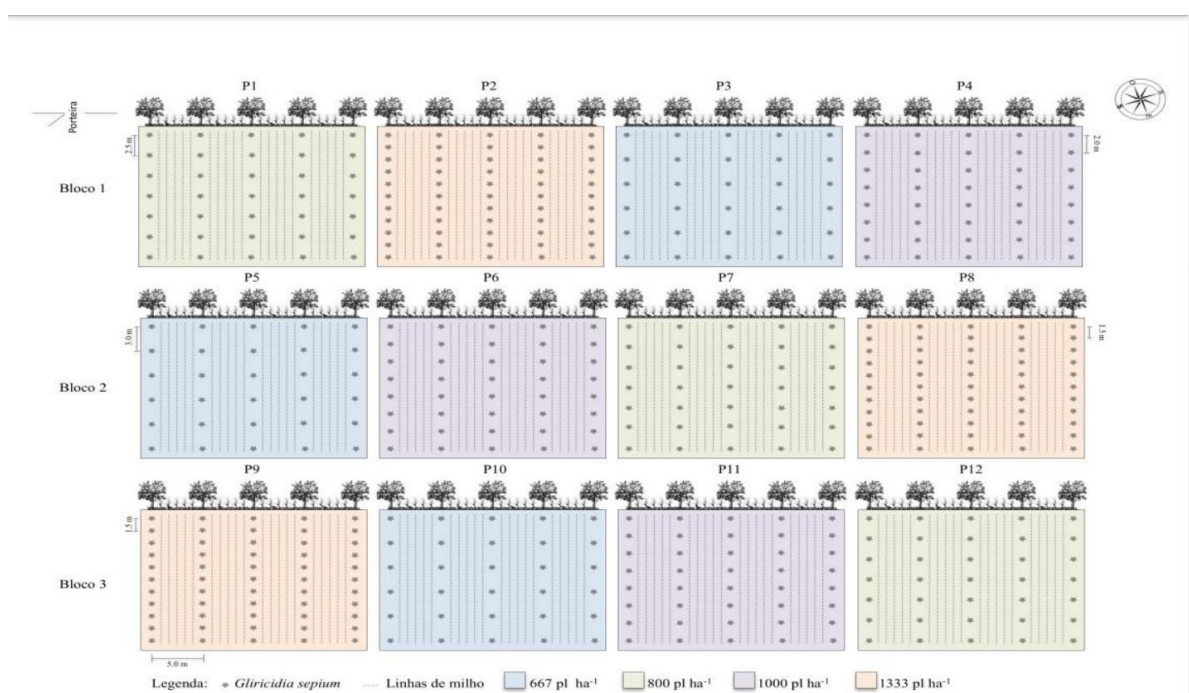 P1 P2 P3 P4
Porteira
2.5 m
2.0 m
Bloco 1
P5 P6 P7 P8
3.0 m
1.5 m
Bloco 2
P9 P10 P11 P12
1.5 m
Bloco 3
5.0 m
Legenda: Gliricidia sepium Linhas de milho 667 pl ha⁻¹ 800 pl ha⁻¹ 1000 pl ha⁻¹ 1333 pl ha⁻¹